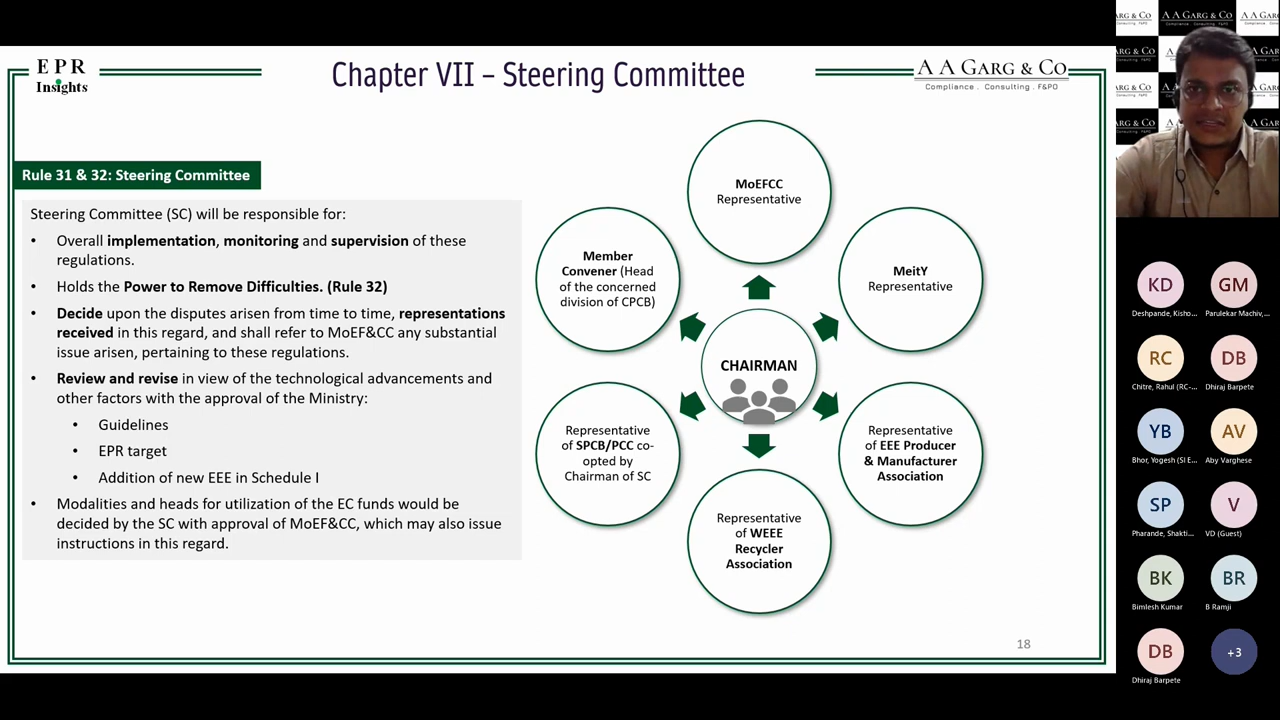 EPR
Insights
Chapter VII – Steering Committee
A A GARG & CO
Compliance . Consulting . F&PO
Rule 31 & 32: Steering Committee
Steering Committee (SC) will be responsible for:
• Overall implementation, monitoring and supervision of these
regulations.
• Holds the Power to Remove Difficulties. (Rule 32)
• Decide upon the disputes arisen from time to time, representations
received in this regard, and shall refer to MoEF&CC any substantial
issue arisen, pertaining to these regulations.
• Review and revise in view of the technological advancements and
other factors with the approval of the Ministry:
• Guidelines
• EPR target
• Addition of new EEE in Schedule I
• Modalities and heads for utilization of the EC funds would be
decided by the SC with approval of MoEF&CC, which may also issue
instructions in this regard.
MoEFCC
Representative
Member
Convener (Head
of the concerned
division of CPCB)
MeitY
Representative
CHAIRMAN
Representative
of SPCB/PCC co-
opted by
Chairman of SC
Representative
of EEE Producer
& Manufacturer
Association
Representative
of WEEE
Recycler
Association
18
ARG & CO
A A GARG & CO
Compliance . Consulting . F&PO
A A G
KD
Deshpande, Kisho...
GM
Parulekar Machiv,...
RC
Chitre, Rahul (RC-...
DB
Dhiraj Barpete
YB
Bhor, Yogesh (SI E...
AV
Aby Varghese
SP
Pharande, Shakti...
V
VD (Guest)
BK
Bimlesh Kumar
BR
B Ramji
DB
Dhiraj Barpete
+3